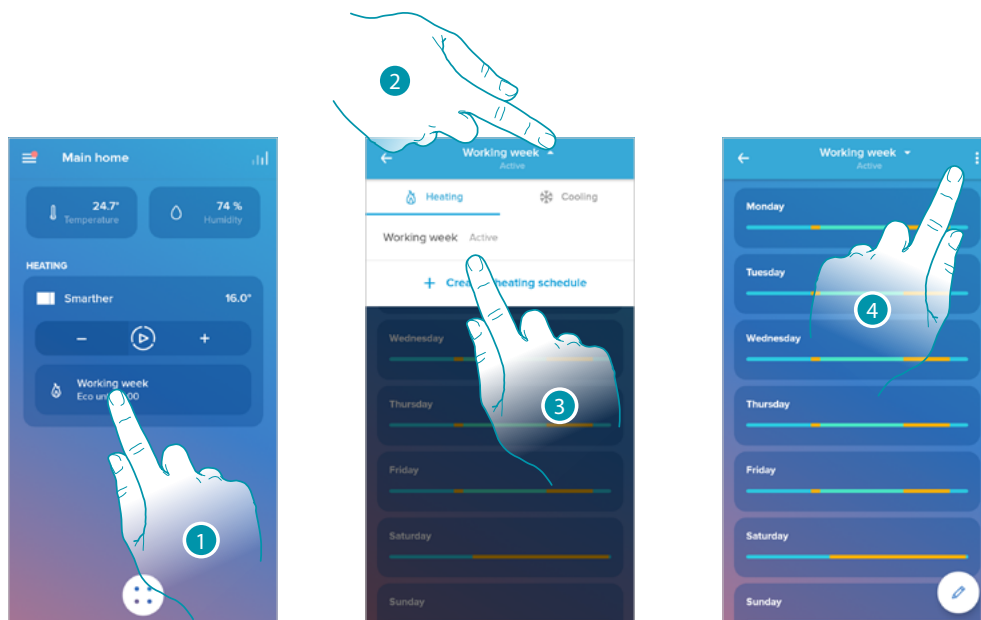 Main home
24.7°
Temperature
74 %
Humidity
HEATING
Smarther 16.0°
Working week
Eco
1
2
Working week
Active
Heating Cooling
Working week Active
+ heating schedule
Wednesday
Thursday
Friday
Saturday
Sunday
3
Working week
Active
Monday
Tuesday
Wednesday
Thursday
Friday
Saturday
Sunday
4